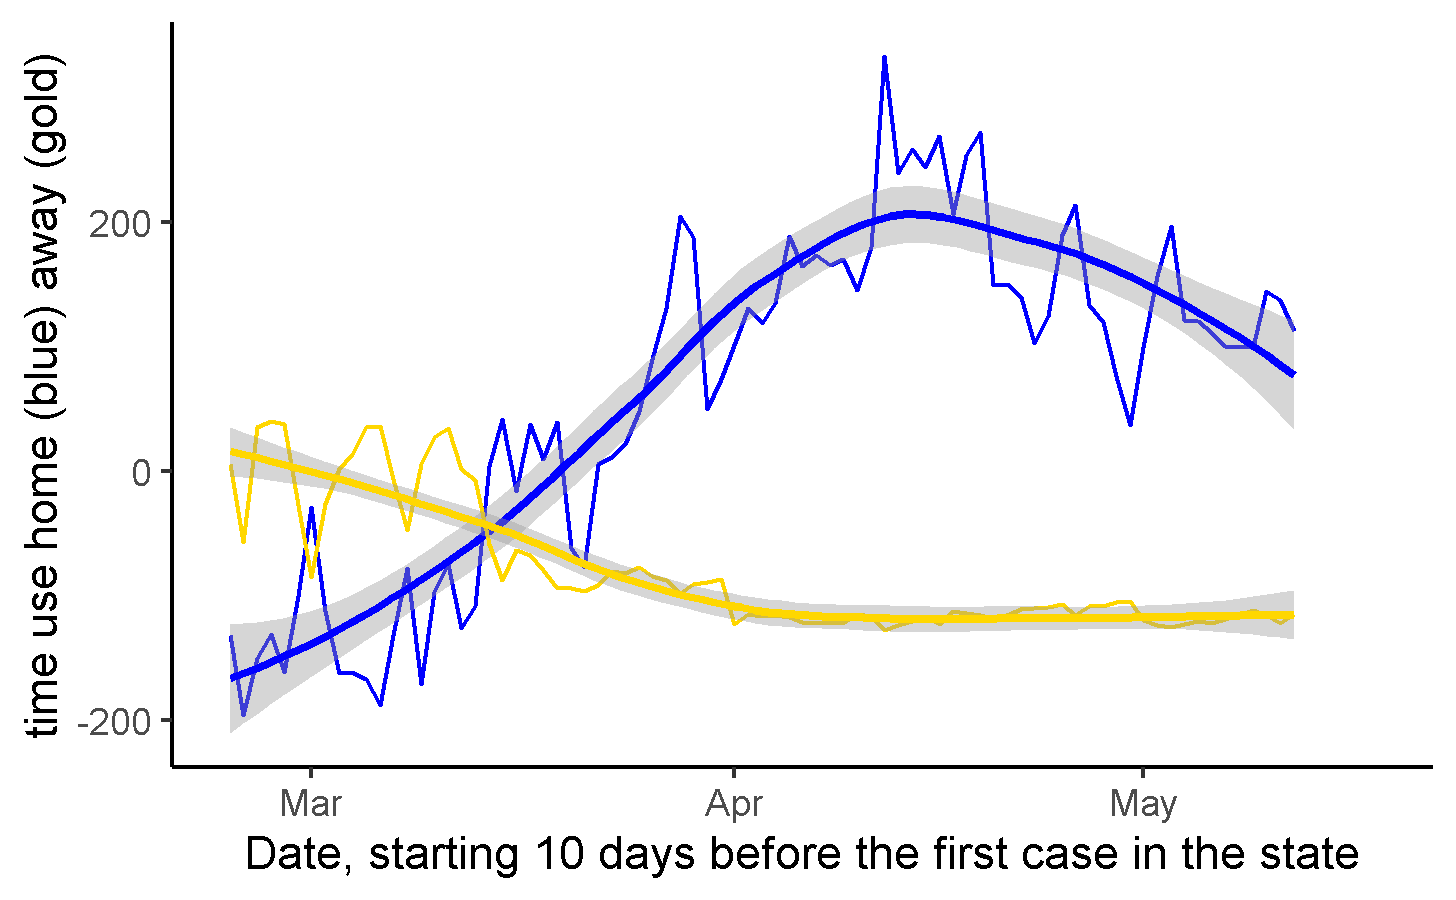 time use home (blue) away (gold)
200
0
-200
Mar
Apr
May
Date, starting 10 days before the first case in the state